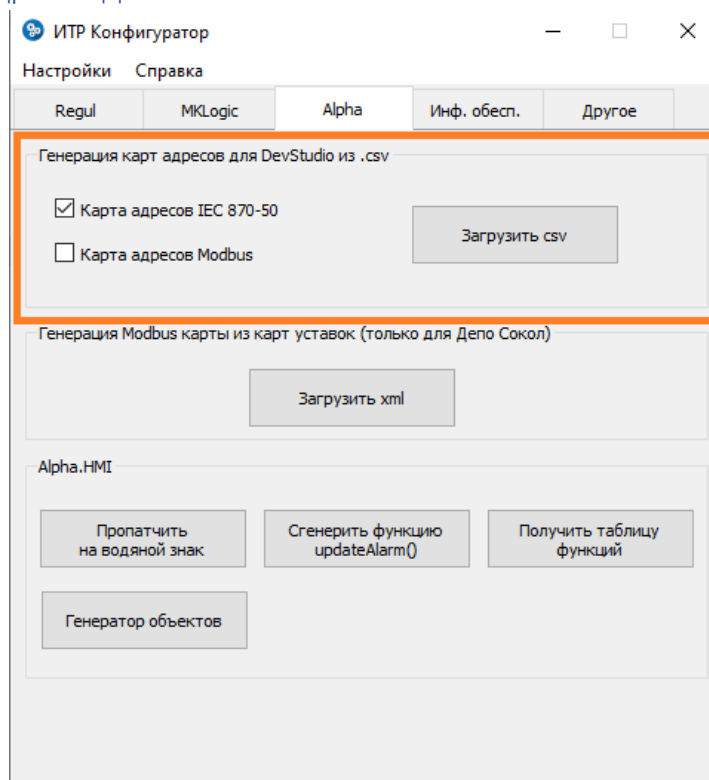 ИТР Конфигуратор
Настройки Справка
Regul MKLogic Alpha Инф. обесп. Другое
Генерация карт адресов для DevStudio из .csv
Карта адресов IEC 870-50
Загрузить csv
Карта адресов Modbus
Генерация Modbus карты из карт уставок (только для Депо Сокол)
Загрузить xml
Alpha.HMI
Пропатчить
на водяной знак
Сгенерить функцию
updateAlarm()
Получить таблицу
функций
Генератор объектов